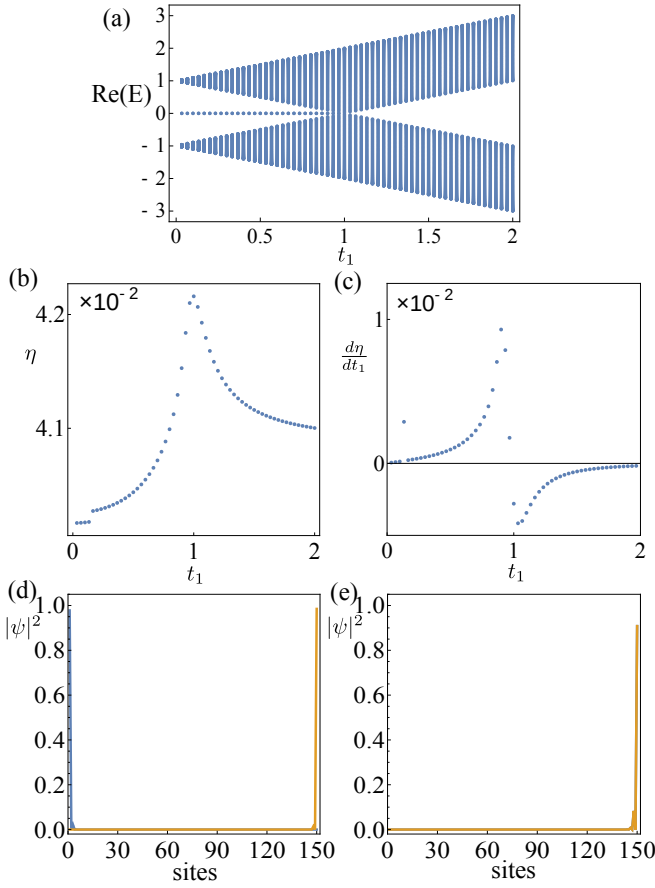 (a)
3
2
1
0
- 1
- 2
- 3
Re(E)
0 0.5 1 1.5 2
t₁
(b)
×10⁻²
4.2
η
4.1
0 1 2
t₁
(c)
×10⁻²
1
dη/dt₁
0
0 1 2
t₁
(d)
1.0
|ψ|²
0.8
0.6
0.4
0.2
0.0
0 30 60 90 120 150
sites
(e)
1.0
|ψ|²
0.8
0.6
0.4
0.2
0.0
0 30 60 90 120 150
sites